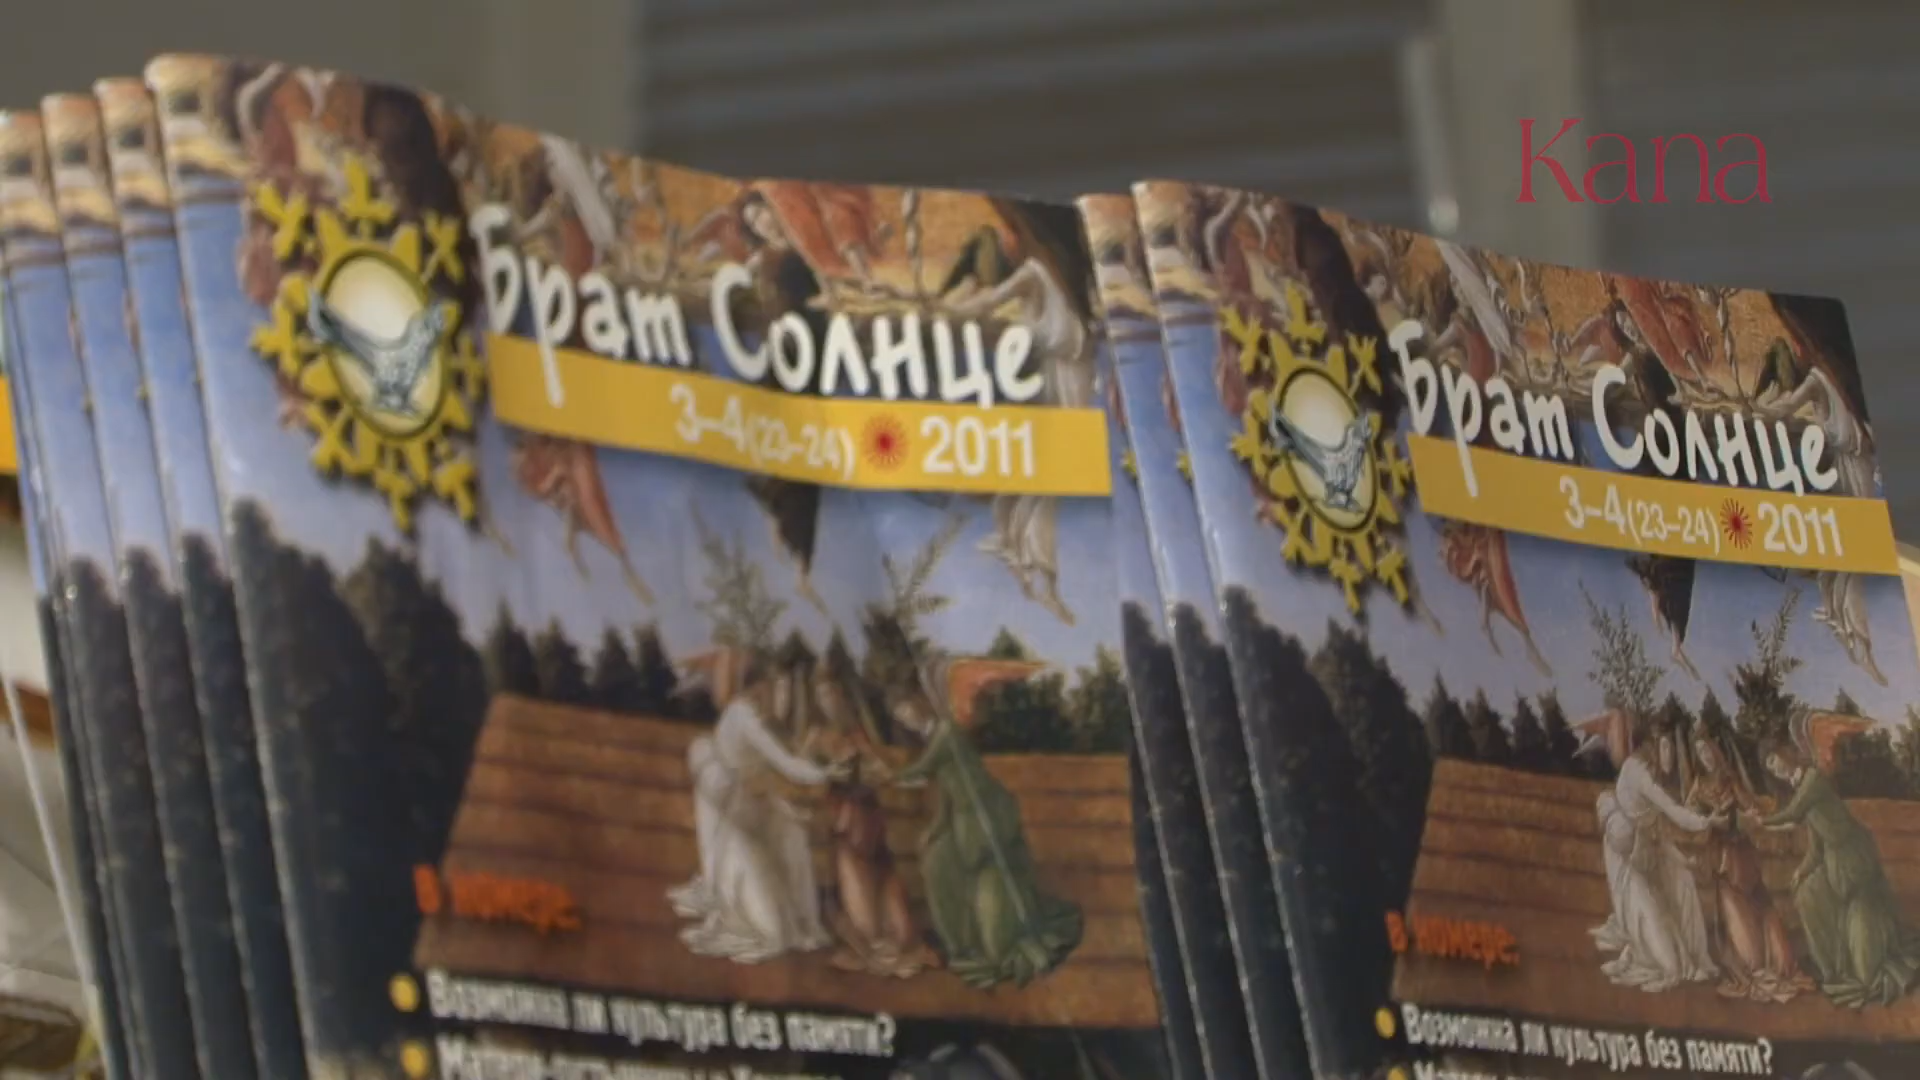 Kana
Брат Солнце
3–4(23–24) 2011
в номере:
Возможна ли культура без памяти?
Брат Солнце
3–4(23–24) 2011
в номере:
Возможна ли культура без памяти?